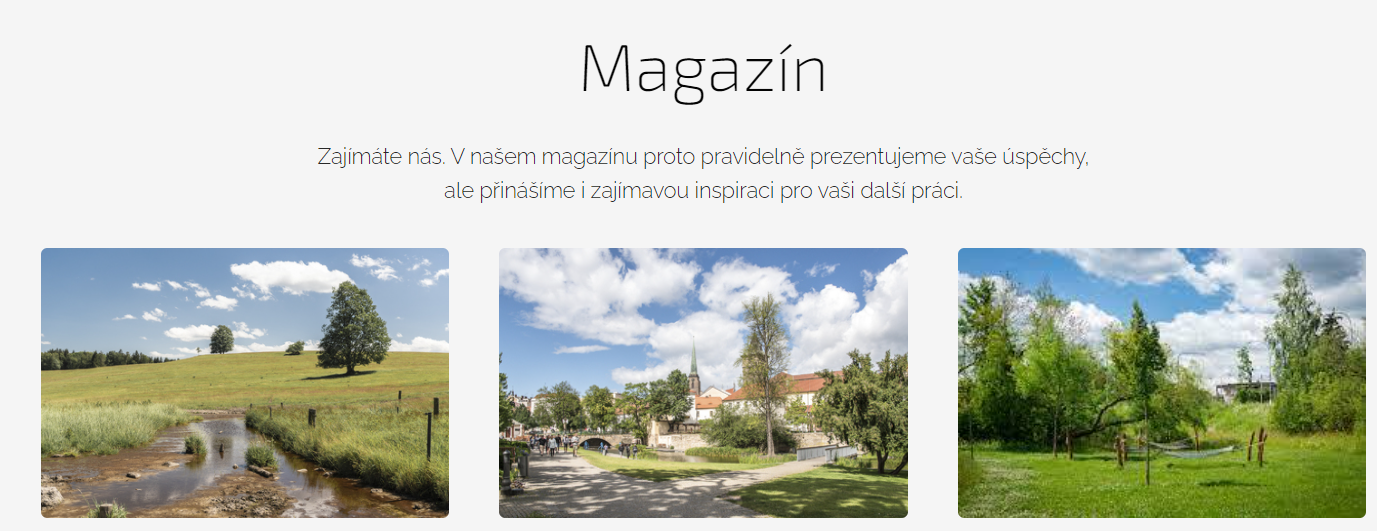 Magazín
Zajímáte nás. V našem magazínu proto pravidelně prezentujeme vaše úspěchy,
ale přinášíme i zajímavou inspiraci pro vaši další práci.